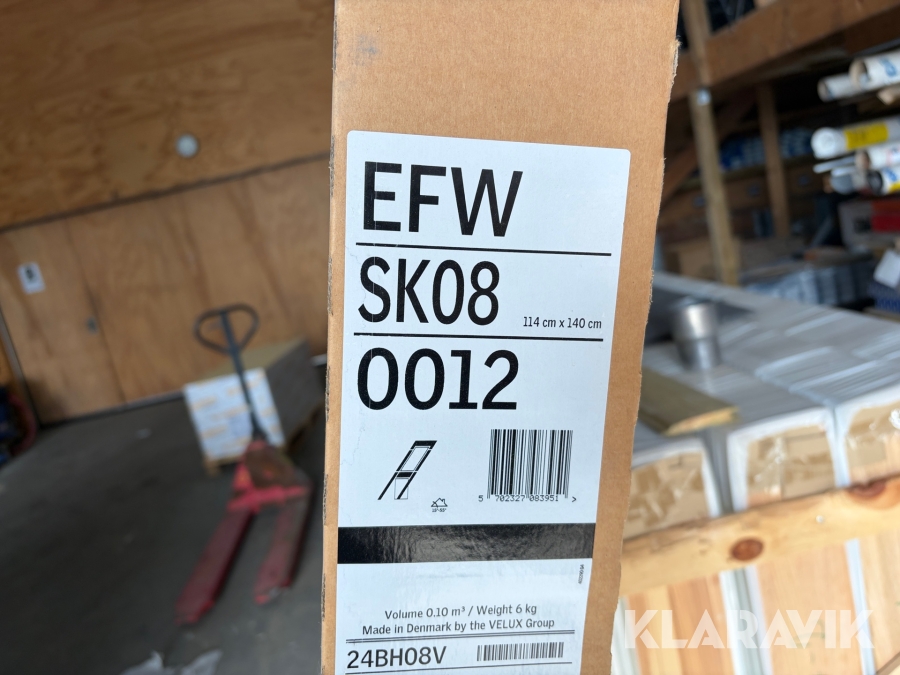 EFW
SK08 114 cm x 140 cm
0012
5 702327 083951 >
Volume 0.10 m³ / Weight 6 kg
Made in Denmark by the VELUX Group
24BH08V
KLARAVIK